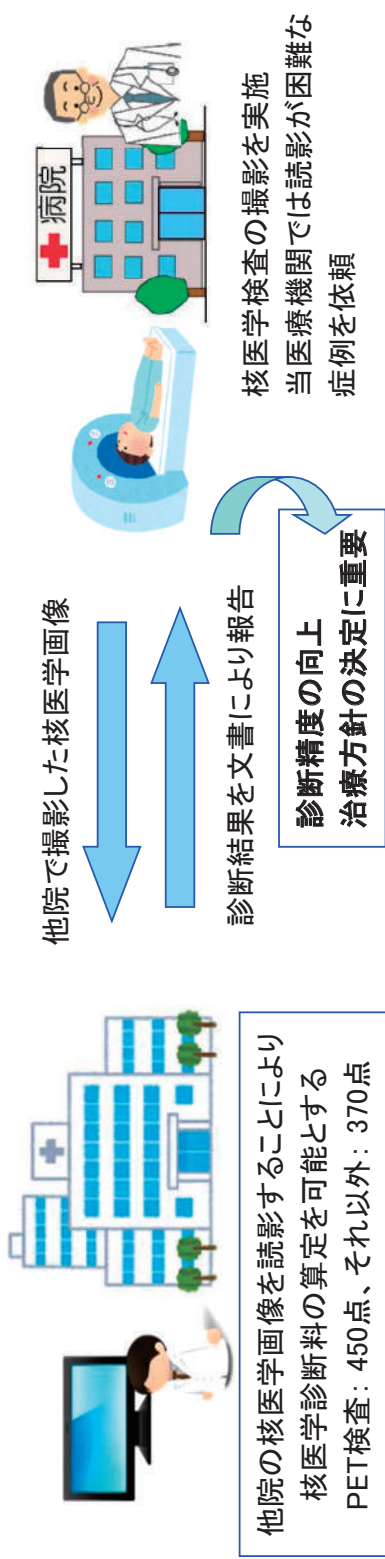 他院の核医学画像を読影することにより
核医学診断料の算定を可能とする
PET検査：450点、それ以外：370点
他院で撮影した核医学画像
診断結果を文書により報告
診断精度の向上
治療方針の決定に重要
病院
核医学検査の撮影を実施
当医療機関では読影が困難な
症例を依頼